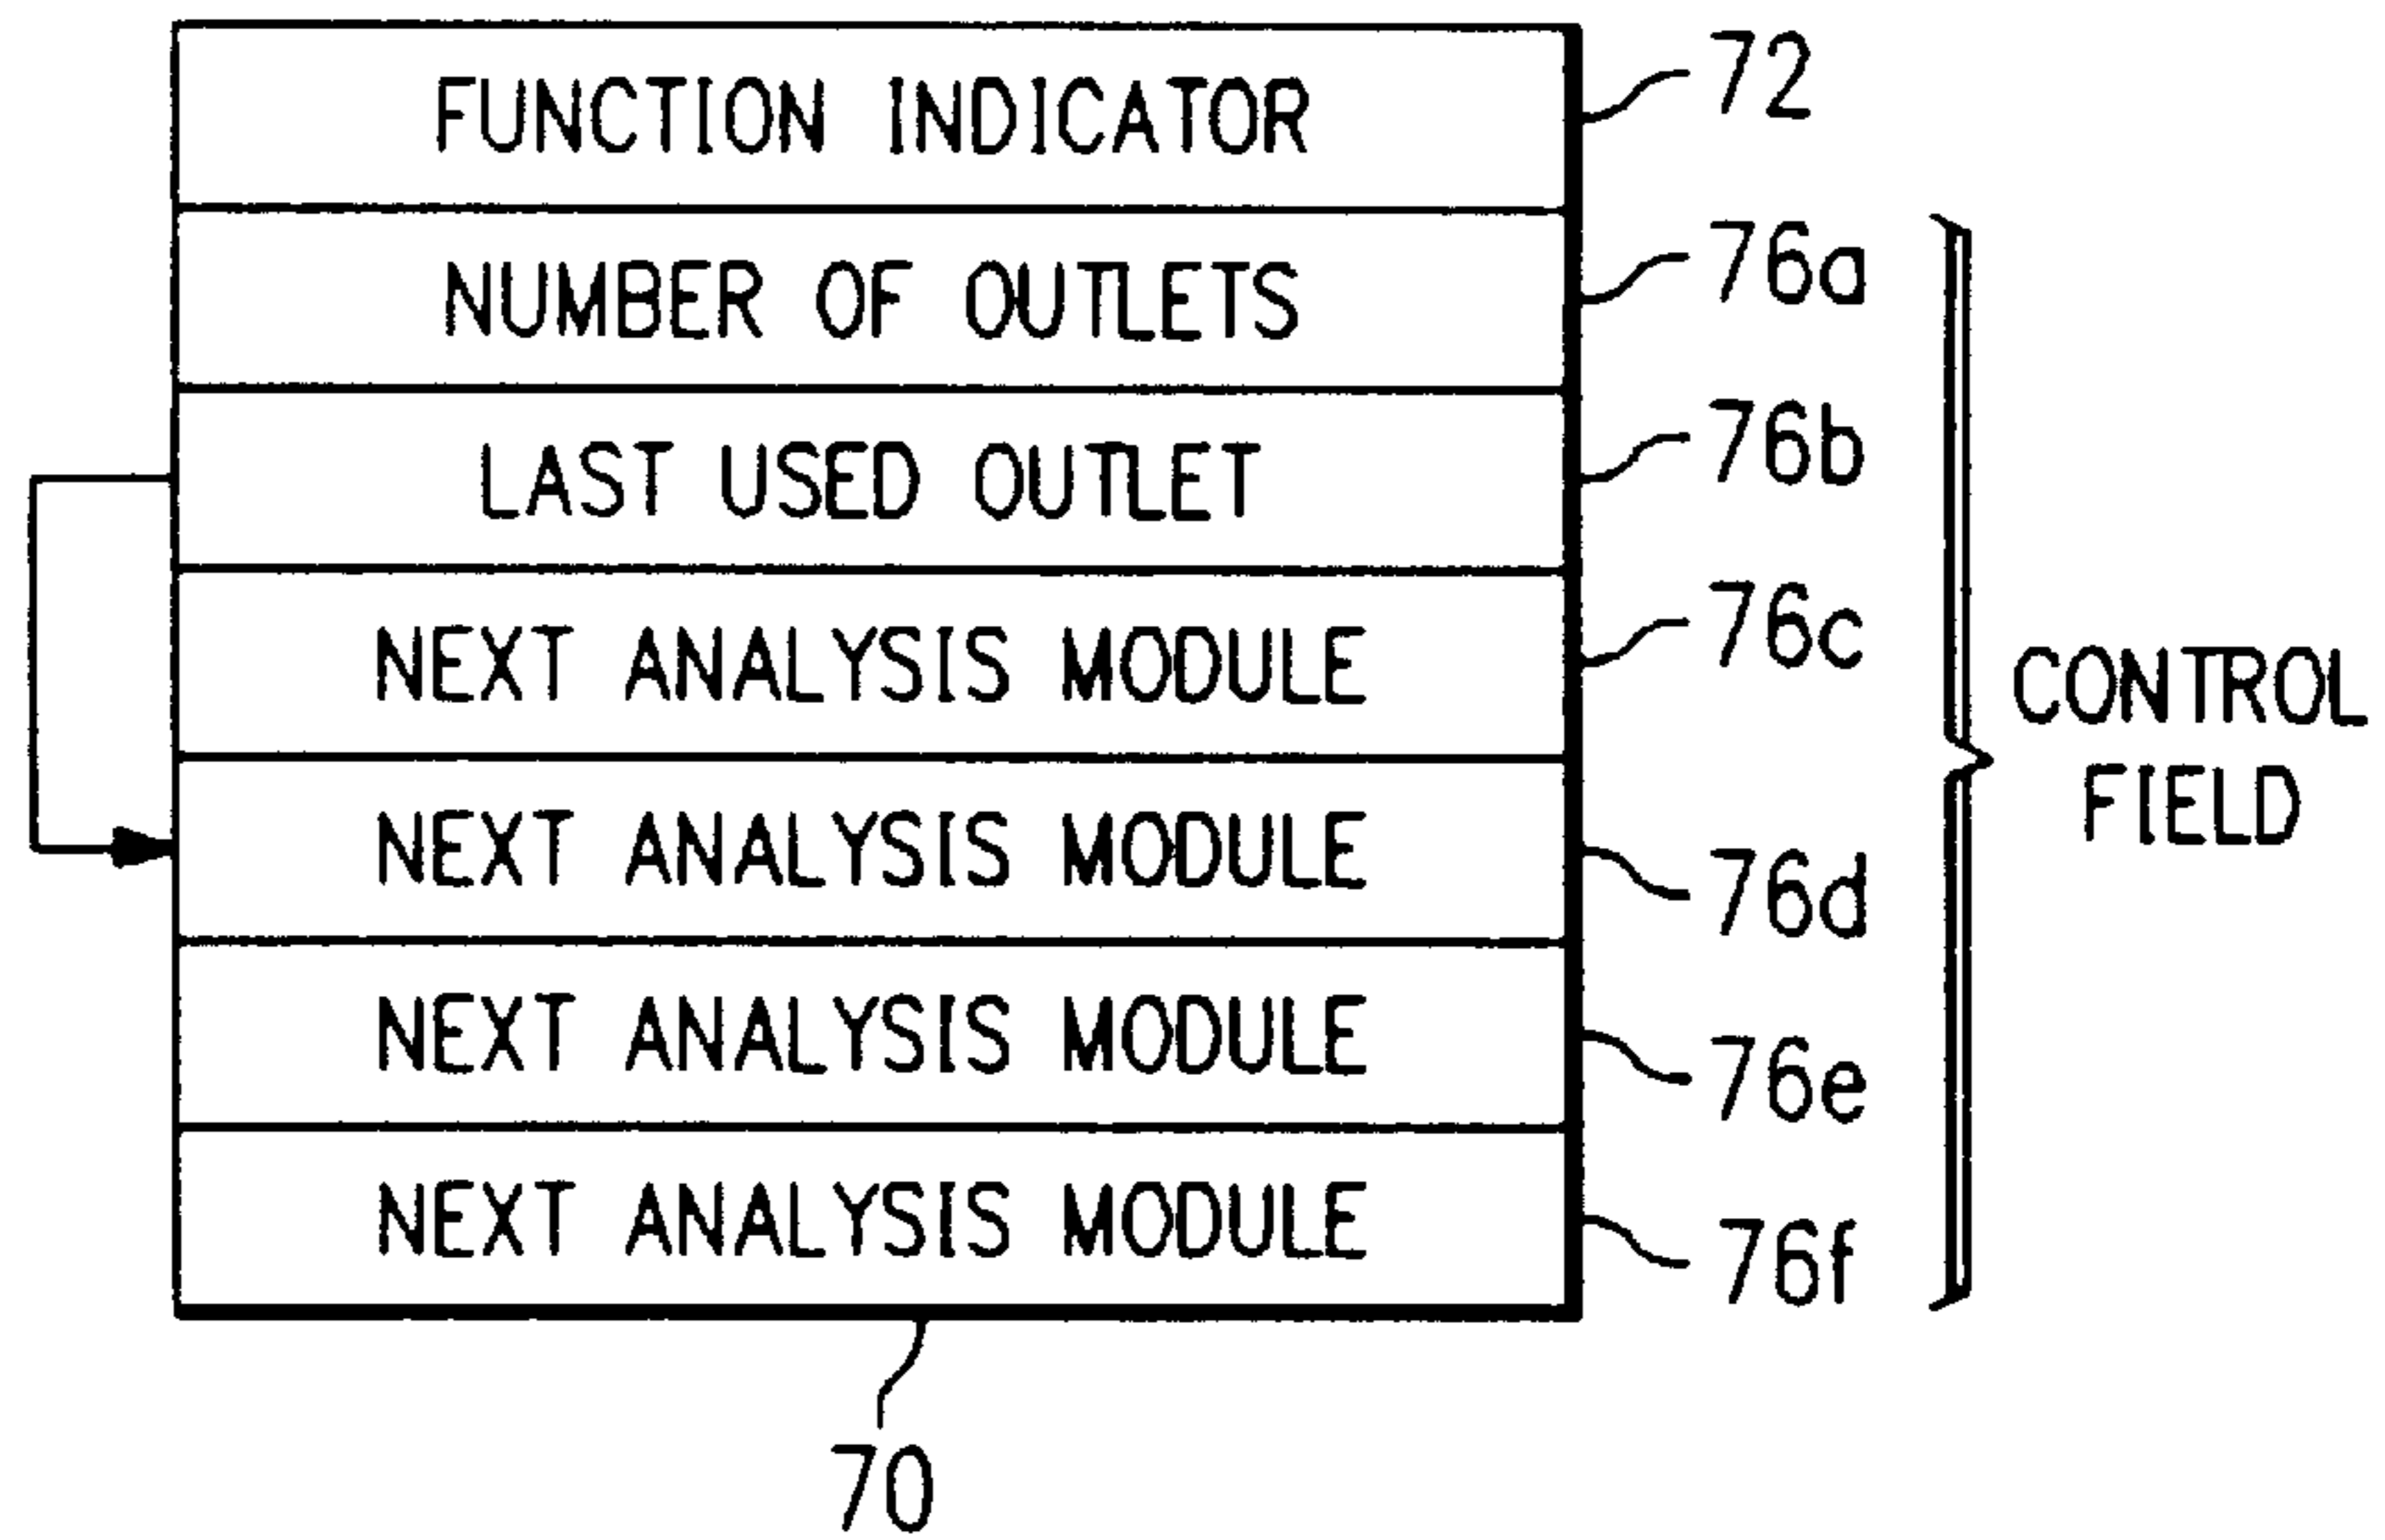 FUNCTION INDICATOR
72
NUMBER OF OUTLETS
76a
LAST USED OUTLET
76b
NEXT ANALYSIS MODULE
76c
NEXT ANALYSIS MODULE
76d
NEXT ANALYSIS MODULE
76e
NEXT ANALYSIS MODULE
76f
CONTROL
FIELD
70